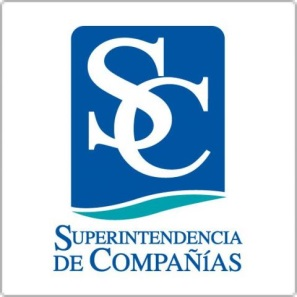 SC
SUPERINTENDENCIA
DE COMPAÑÍAS